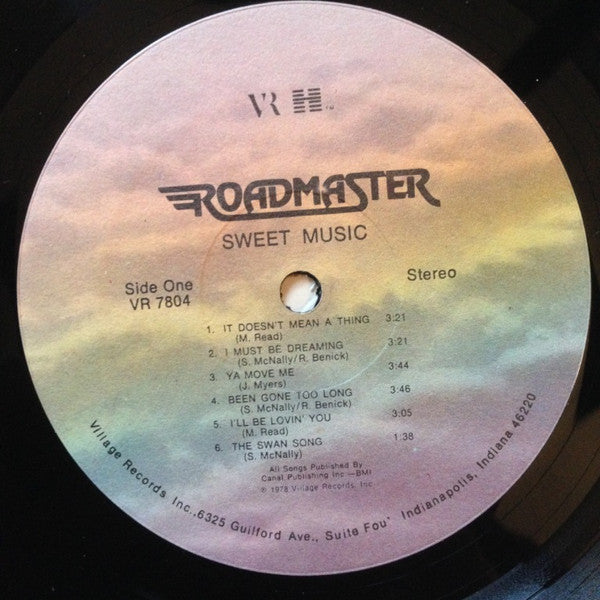 VR H TM
ROADMASTER
SWEET MUSIC
Side One
VR 7804
Stereo
1. IT DOESN'T MEAN A THING 3:21
(M. Read)
2. I MUST BE DREAMING 3:21
(S. McNally/R. Benick)
3. YA MOVE ME 3:44
(J. Myers)
4. BEEN GONE TOO LONG 3:46
(S. McNally/R. Benick)
5. I'LL BE LOVIN' YOU 3:05
(M. Read)
6. THE SWAN SONG 1:38
(S. McNally)
All Songs Published By
Canal Publishing Inc.—BMI
℗ 1978 Village Records, Inc
Village Records, Inc., 6325 Guilford Ave., Suite Fou' Indianapolis, Indiana 46220